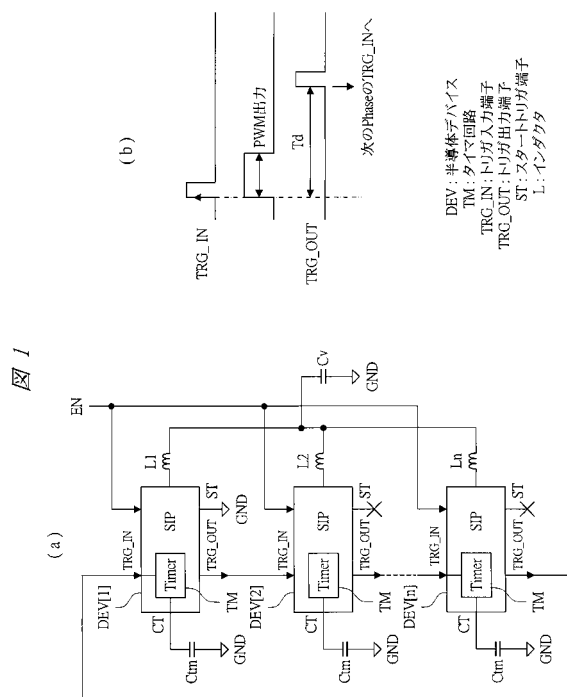 図 1
(a)
EN
TRG_IN
DEV[1]
SIP
L1
Timer
CT
TRG_OUT
ST
GND
TM
Ctm
GND
Cv
GND
TRG_IN
DEV[2]
SIP
L2
Timer
CT
TRG_OUT
ST
TM
Ctm
GND
TRG_IN
DEV[n]
SIP
Ln
Timer
CT
TRG_OUT
ST
TM
Ctm
GND
(b)
TRG_IN
PWM出力
Td
TRG_OUT
次のPhaseのTRG_INへ
DEV : 半導体デバイス
TM : タイマ回路
TRG_IN : トリガ入力端子
TRG_OUT : トリガ出力端子
ST : スタートトリガ端子
L : インダクタ